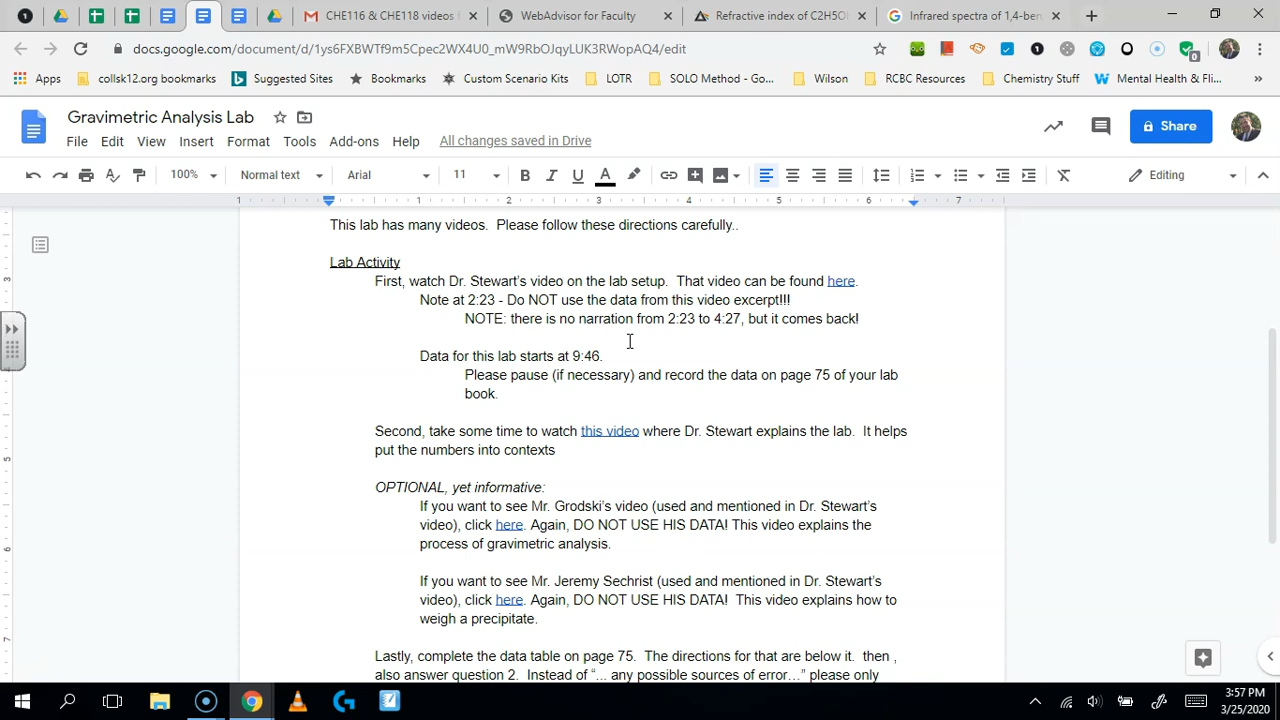 CHE116 & CHE118 videos f
WebAdvisor for Faculty
Refractive index of C2H5OH
Infrared spectra of 1,4-ben
docs.google.com/document/d/1ys6FXBWTf9m5Cpec2WX4U0_mW9RbOJqyLUK3RWopAQ4/edit
Apps
collsk12.org bookmarks
Suggested Sites
Bookmarks
Custom Scenario Kits
LOTR
SOLO Method - Go...
Wilson
RCBC Resources
Chemistry Stuff
Mental Health & Fli...
Gravimetric Analysis Lab
File Edit View Insert Format Tools Add-ons Help All changes saved in Drive
Share
100% Normal text Arial 11 Editing
This lab has many videos. Please follow these directions carefully..
Lab Activity
First, watch Dr. Stewart's video on the lab setup. That video can be found here.
Note at 2:23 - Do NOT use the data from this video excerpt!!!
NOTE: there is no narration from 2:23 to 4:27, but it comes back!
Data for this lab starts at 9:46.
Please pause (if necessary) and record the data on page 75 of your lab
book.
Second, take some time to watch this video where Dr. Stewart explains the lab. It helps
put the numbers into contexts
OPTIONAL, yet informative:
If you want to see Mr. Grodski's video (used and mentioned in Dr. Stewart's
video), click here. Again, DO NOT USE HIS DATA! This video explains the
process of gravimetric analysis.
If you want to see Mr. Jeremy Sechrist (used and mentioned in Dr. Stewart's
video), click here. Again, DO NOT USE HIS DATA! This video explains how to
weigh a precipitate.
Lastly, complete the data table on page 75. The directions for that are below it. then ,
also answer question 2. Instead of "... any possible sources of error..." please only
3:57 PM
3/25/2020